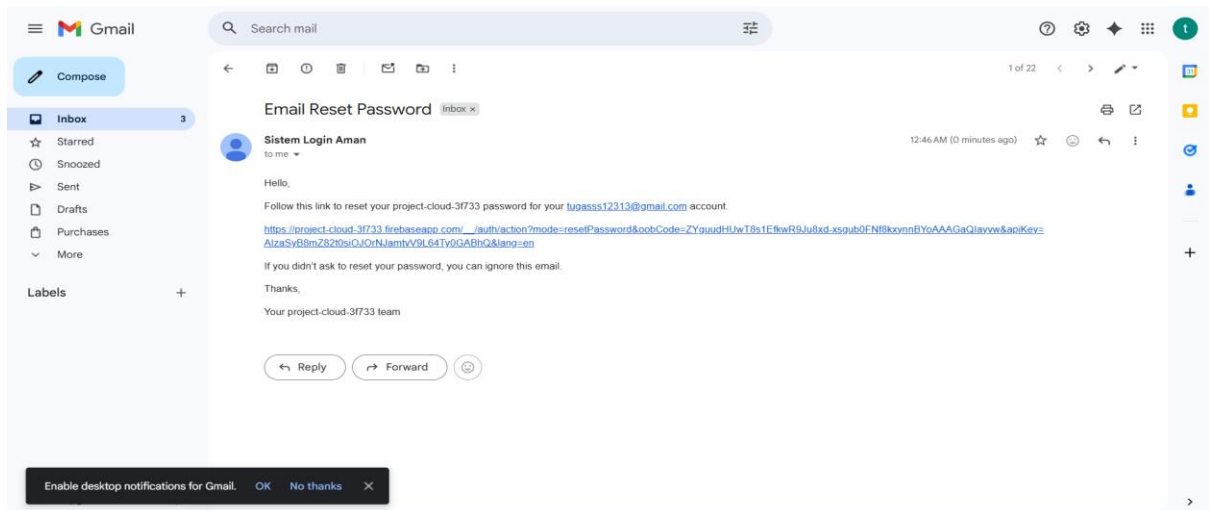 Gmail
Search mail
Compose
1 of 22
Email Reset Password Inbox ×
Inbox 3
Sistem Login Aman 12:46 AM (0 minutes ago)
Starred
to me
Snoozed
Sent
Drafts
Purchases
More
Labels
Hello,
Follow this link to reset your project-cloud-3f733 password for your tugasss12313@gmail.com account.
https://project-cloud-3f733.firebaseapp.com/__/auth/action?mode=resetPassword&oobCode=ZYguudHUwT8s1EfkwR9Ju8xd-xsgub0FNf8kxynnBYoAAAGaQlayvw&apiKey=
AIzaSyB8mZ82t0siOJOrNJamtvV9L64Ty0GABhQ&lang=en
If you didn't ask to reset your password, you can ignore this email.
Thanks,
Your project-cloud-3f733 team
Reply Forward
Enable desktop notifications for Gmail. OK No thanks
t
31